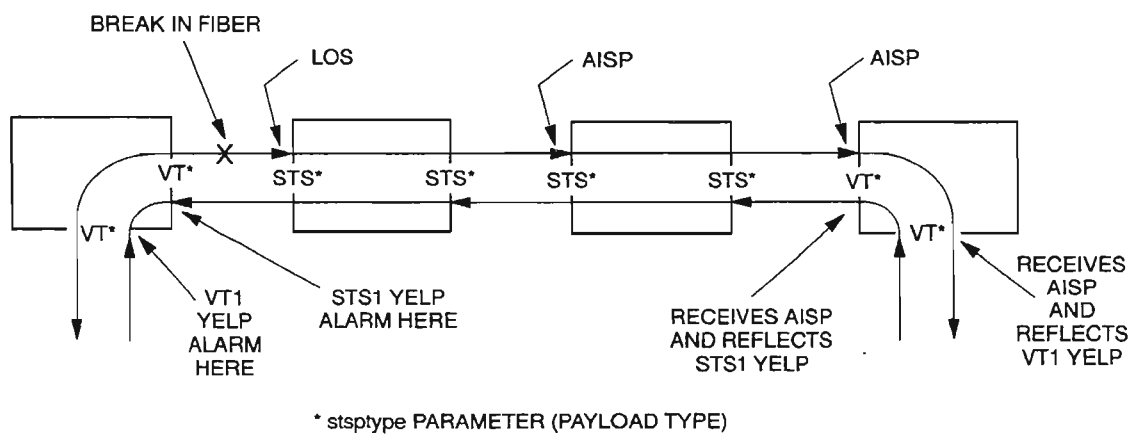 BREAK IN FIBER
LOS
AISP
AISP
VT*
STS*
STS*
STS*
STS*
VT*
VT*
VT*
VT1
YELP
ALARM
HERE
STS1 YELP
ALARM HERE
RECEIVES AISP
AND REFLECTS
STS1 YELP
RECEIVES
AISP
AND
REFLECTS
VT1 YELP
* stsptype PARAMETER (PAYLOAD TYPE)